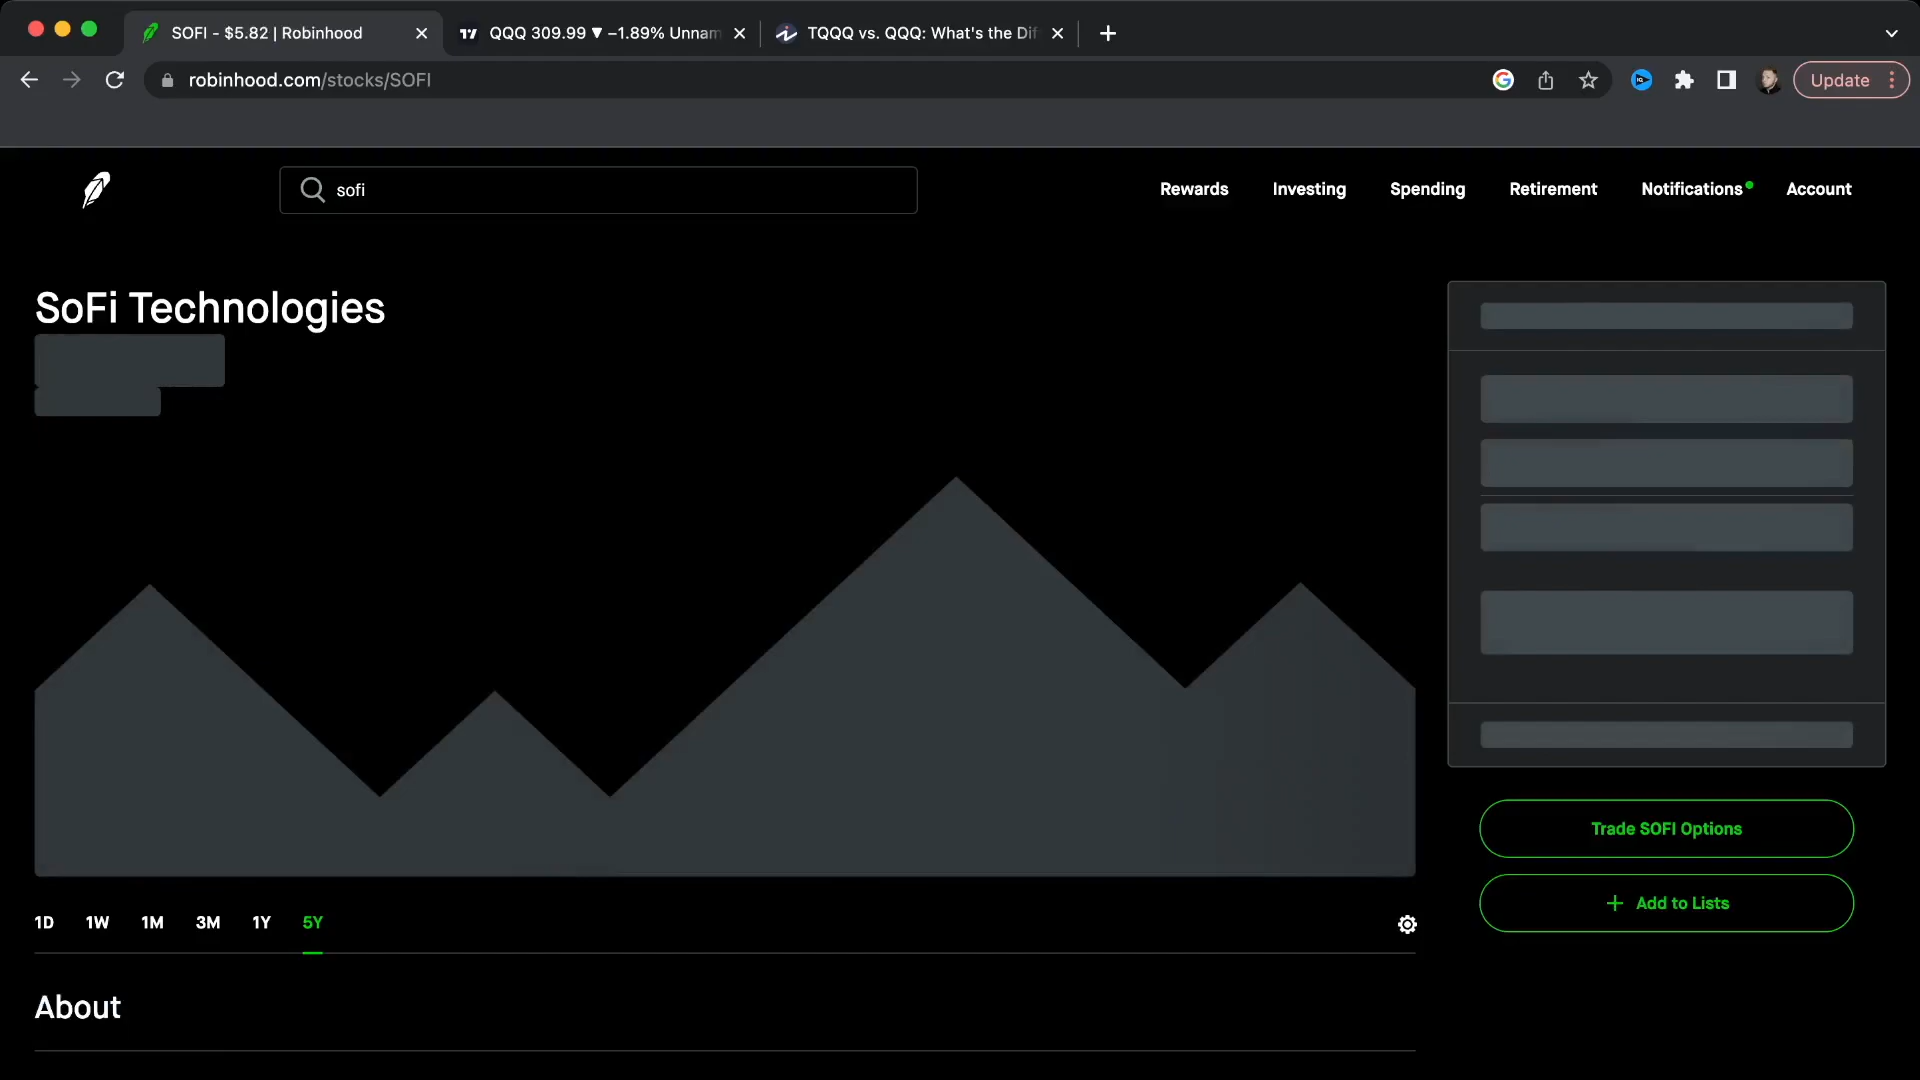 SOFI - $5.82 | Robinhood
QQQ 309.99 ▼ −1.89% Unnam
TQQQ vs. QQQ: What's the Dif
robinhood.com/stocks/SOFI
Update
sofi
Rewards
Investing
Spending
Retirement
Notifications
Account
SoFi Technologies
Trade SOFI Options
+ Add to Lists
1D 1W 1M 3M 1Y 5Y
About